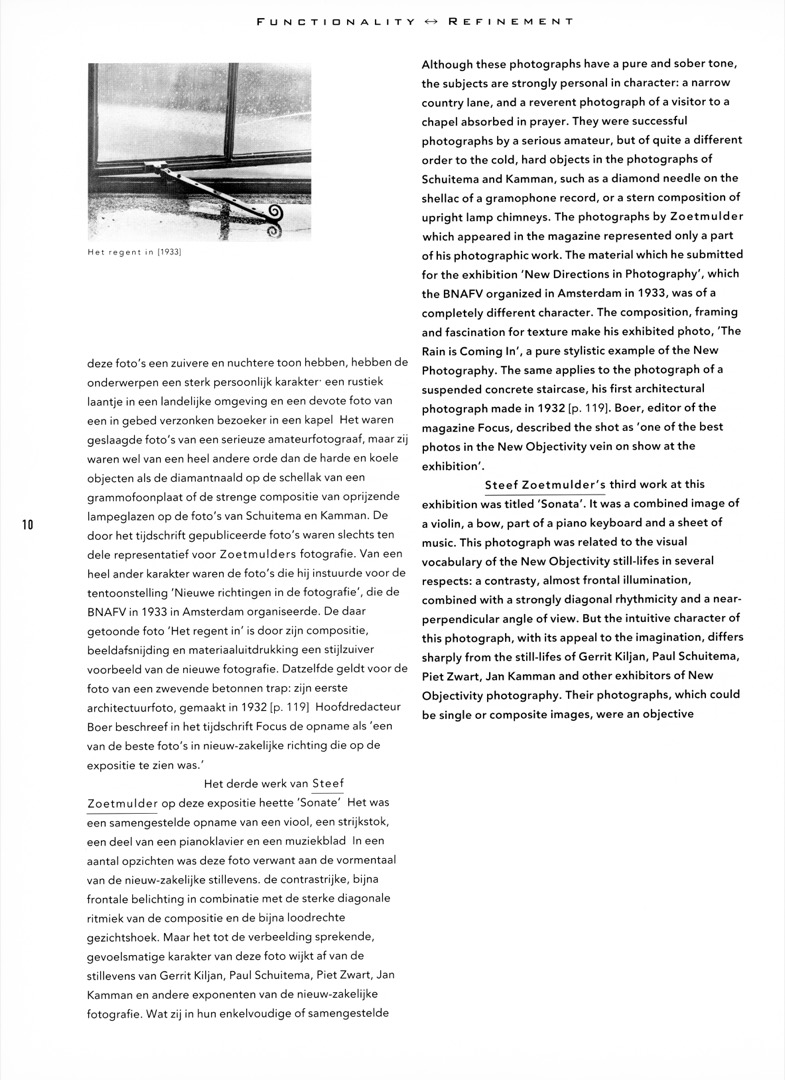 FUNCTIONALITY ↔ REFINEMENT
Het regent in [1933]
deze foto's een zuivere en nuchtere toon hebben, hebben de
onderwerpen een sterk persoonlijk karakter· een rustiek
laantje in een landelijke omgeving en een devote foto van
een in gebed verzonken bezoeker in een kapel Het waren
geslaagde foto's van een serieuze amateurfotograaf, maar zij
waren wel van een heel andere orde dan de harde en koele
objecten als de diamantnaald op de schellak van een
grammofoonplaat of de strenge compositie van oprijzende
lampeglazen op de foto's van Schuitema en Kamman. De
door het tijdschrift gepubliceerde foto's waren slechts ten
dele representatief voor Zoetmulders fotografie. Van een
heel ander karakter waren de foto's die hij instuurde voor de
tentoonstelling 'Nieuwe richtingen in de fotografie', die de
BNAFV in 1933 in Amsterdam organiseerde. De daar
getoonde foto 'Het regent in' is door zijn compositie,
beeldafsnijding en materiaaluitdrukking een stijlzuiver
voorbeeld van de nieuwe fotografie. Datzelfde geldt voor de
foto van een zwevende betonnen trap: zijn eerste
architectuurfoto, gemaakt in 1932 [p. 119] Hoofdredacteur
Boer beschreef in het tijdschrift Focus de opname als 'een
van de beste foto's in nieuw-zakelijke richting die op de
expositie te zien was.'
Het derde werk van Steef
Zoetmulder op deze expositie heette 'Sonate' Het was
een samengestelde opname van een viool, een strijkstok,
een deel van een pianoklavier en een muziekblad In een
aantal opzichten was deze foto verwant aan de vormentaal
van de nieuw-zakelijke stillevens. de contrastrijke, bijna
frontale belichting in combinatie met de sterke diagonale
ritmiek van de compositie en de bijna loodrechte
gezichtshoek. Maar het tot de verbeelding sprekende,
gevoelsmatige karakter van deze foto wijkt af van de
stillevens van Gerrit Kiljan, Paul Schuitema, Piet Zwart, Jan
Kamman en andere exponenten van de nieuw-zakelijke
fotografie. Wat zij in hun enkelvoudige of samengestelde
Although these photographs have a pure and sober tone,
the subjects are strongly personal in character: a narrow
country lane, and a reverent photograph of a visitor to a
chapel absorbed in prayer. They were successful
photographs by a serious amateur, but of quite a different
order to the cold, hard objects in the photographs of
Schuitema and Kamman, such as a diamond needle on the
shellac of a gramophone record, or a stern composition of
upright lamp chimneys. The photographs by Zoetmulder
which appeared in the magazine represented only a part
of his photographic work. The material which he submitted
for the exhibition 'New Directions in Photography', which
the BNAFV organized in Amsterdam in 1933, was of a
completely different character. The composition, framing
and fascination for texture make his exhibited photo, 'The
Rain is Coming In', a pure stylistic example of the New
Photography. The same applies to the photograph of a
suspended concrete staircase, his first architectural
photograph made in 1932 [p. 119]. Boer, editor of the
magazine Focus, described the shot as 'one of the best
photos in the New Objectivity vein on show at the
exhibition'.
Steef Zoetmulder's third work at this
exhibition was titled 'Sonata'. It was a combined image of
a violin, a bow, part of a piano keyboard and a sheet of
music. This photograph was related to the visual
vocabulary of the New Objectivity still-lifes in several
respects: a contrasty, almost frontal illumination,
combined with a strongly diagonal rhythmicity and a near-
perpendicular angle of view. But the intuitive character of
this photograph, with its appeal to the imagination, differs
sharply from the still-lifes of Gerrit Kiljan, Paul Schuitema,
Piet Zwart, Jan Kamman and other exhibitors of New
Objectivity photography. Their photographs, which could
be single or composite images, were an objective
10